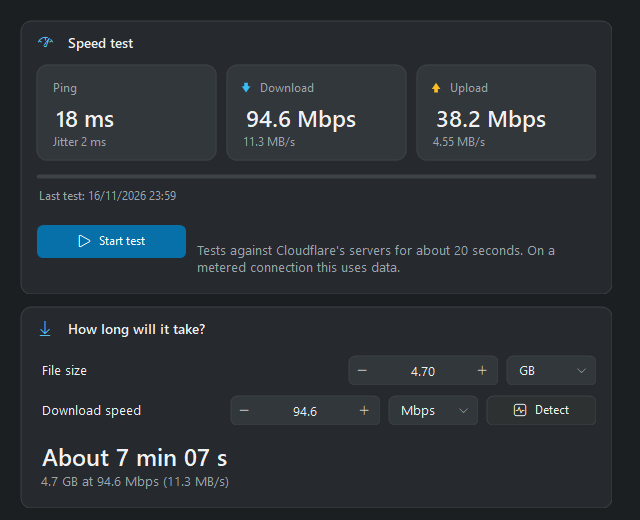 Speed test
Ping
Download
Upload
18 ms
94.6 Mbps
38.2 Mbps
Jitter 2 ms
11.3 MB/s
4.55 MB/s
Last test: 16/11/2026 23:59
Start test
Tests against Cloudflare's servers for about 20 seconds. On a
metered connection this uses data.
How long will it take?
File size
− 4.70 +
GB
Download speed
− 94.6 +
Mbps
Detect
About 7 min 07 s
4.7 GB at 94.6 Mbps (11.3 MB/s)